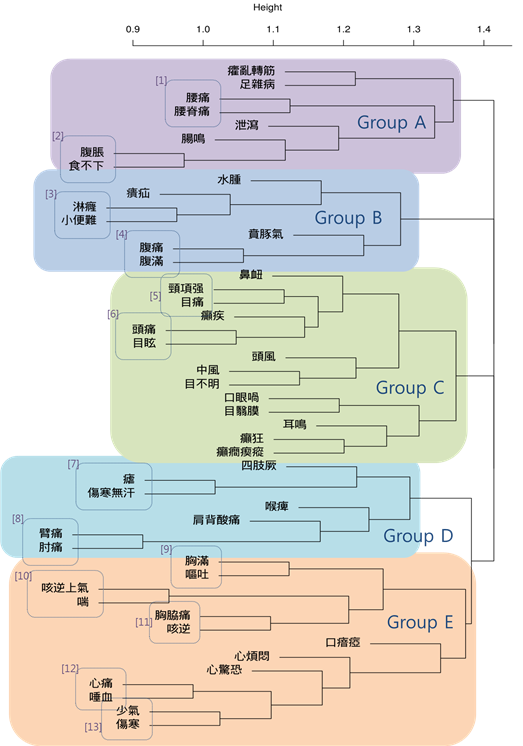 Height
0.9 1.0 1.1 1.2 1.3 1.4
癨亂轉筋
足雜病
[1]
腰痛
腰脊痛
Group A
泄瀉
腸鳴
[2]
腹脹
食不下
水腫
[3]
㿉疝
淋癃
小便難
Group B
賁豚氣
[4]
腹痛
腹滿
鼻衄
[5]
頸項强
目痛
[6]
癲疾
頭痛
目眩
頭風
中風
目不明
Group C
口眼喎
目翳膜
耳鳴
癲狂
癲癎瘈瘲
四肢厥
[7]
瘧
傷寒無汗
喉痺
[8]
肩背酸痛
臂痛
肘痛
Group D
[9]
胸滿
嘔吐
[10]
咳逆上氣
喘
[11]
胸脇痛
咳逆
Group E
口瘖瘂
心煩悶
心驚恐
[12]
心痛
唾血
[13]
少氣
傷寒